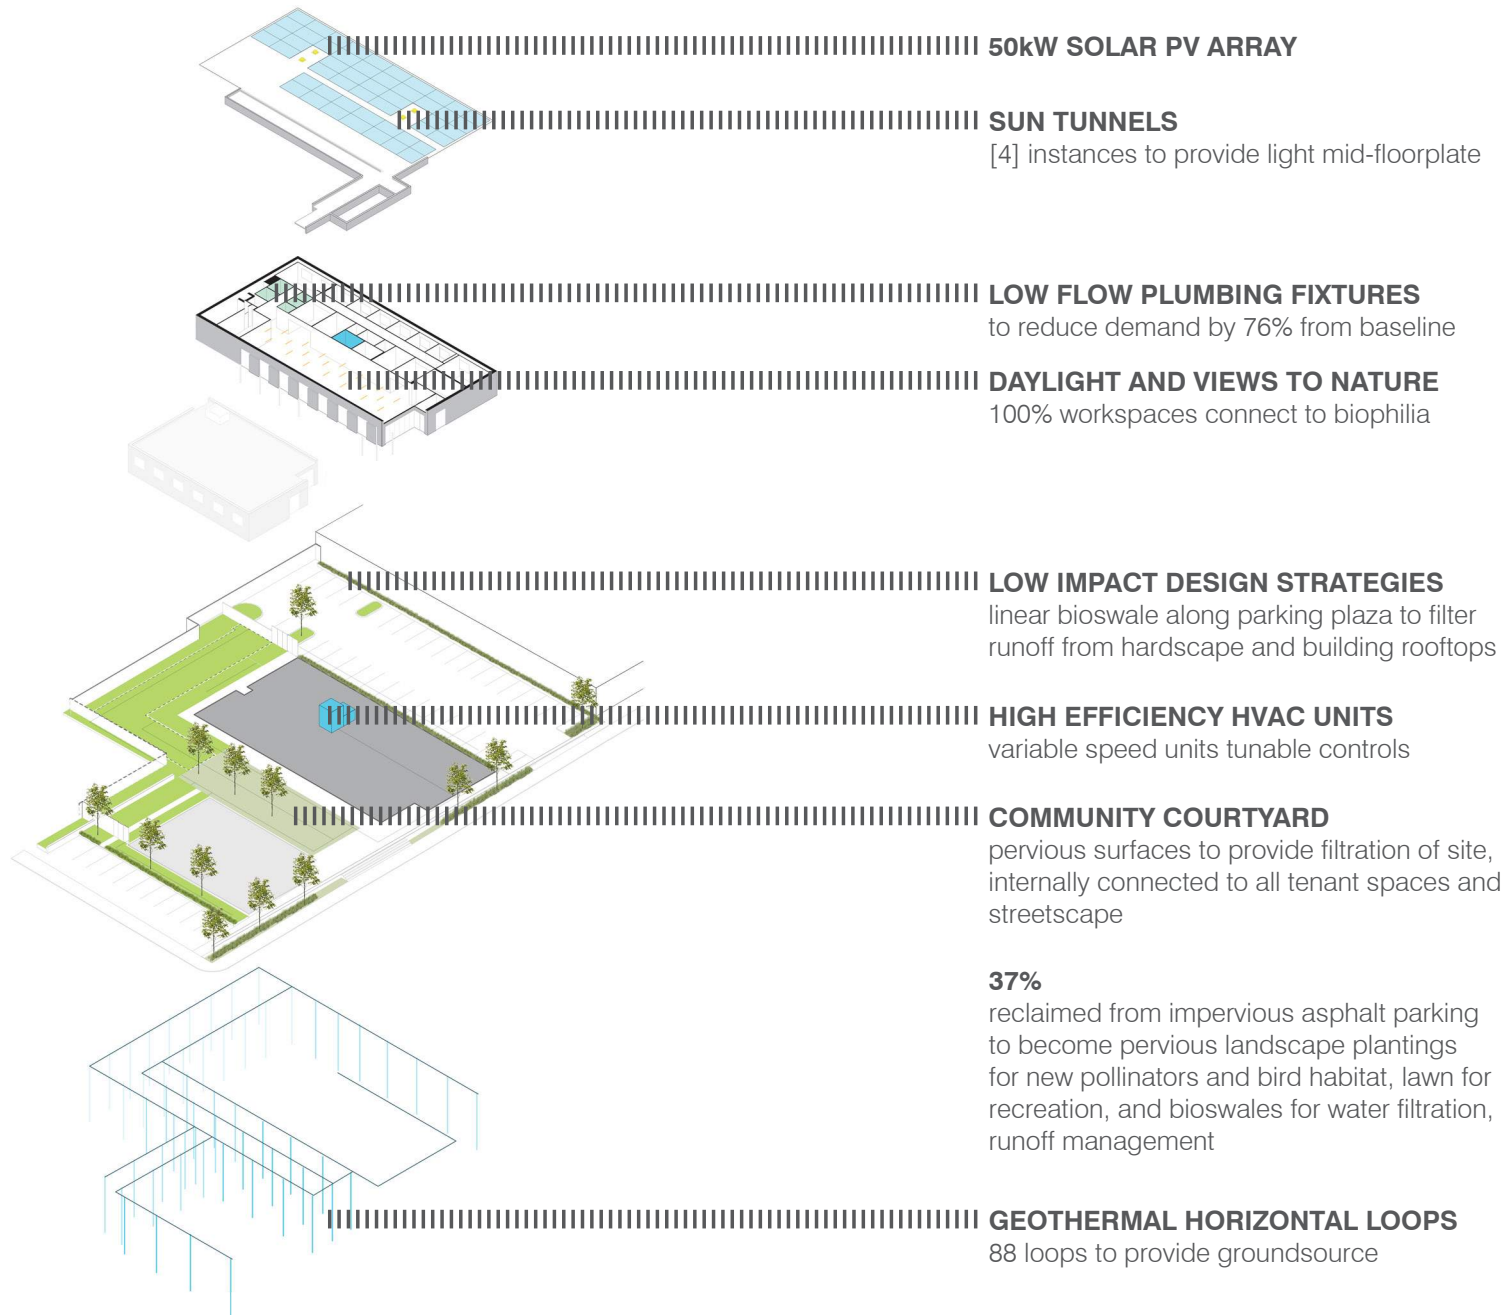 50kW SOLAR PV ARRAY
SUN TUNNELS
[4] instances to provide light mid-floorplate
LOW FLOW PLUMBING FIXTURES
to reduce demand by 76% from baseline
DAYLIGHT AND VIEWS TO NATURE
100% workspaces connect to biophilia
LOW IMPACT DESIGN STRATEGIES
linear bioswale along parking plaza to filter
runoff from hardscape and building rooftops
HIGH EFFICIENCY HVAC UNITS
variable speed units tunable controls
COMMUNITY COURTYARD
pervious surfaces to provide filtration of site,
internally connected to all tenant spaces and
streetscape
37%
reclaimed from impervious asphalt parking
to become pervious landscape plantings
for new pollinators and bird habitat, lawn for
recreation, and bioswales for water filtration,
runoff management
GEOTHERMAL HORIZONTAL LOOPS
88 loops to provide groundsource